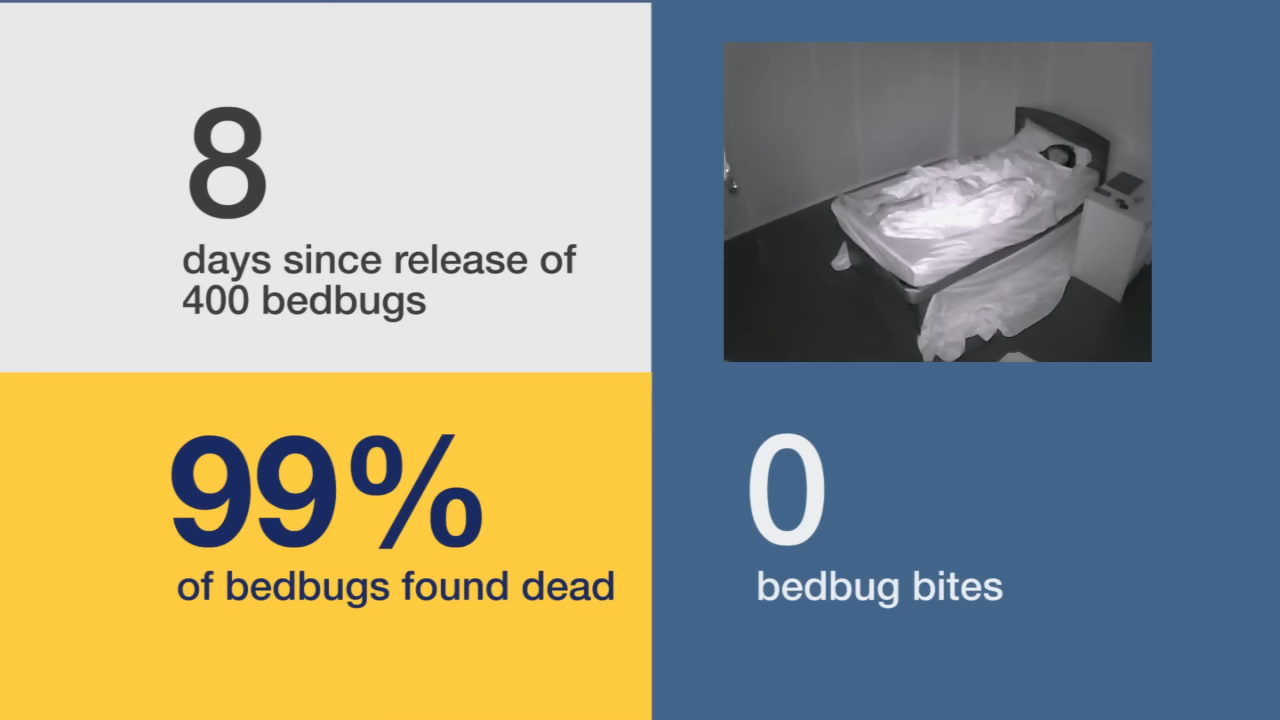 8
days since release of
400 bedbugs
99%
of bedbugs found dead
0
bedbug bites